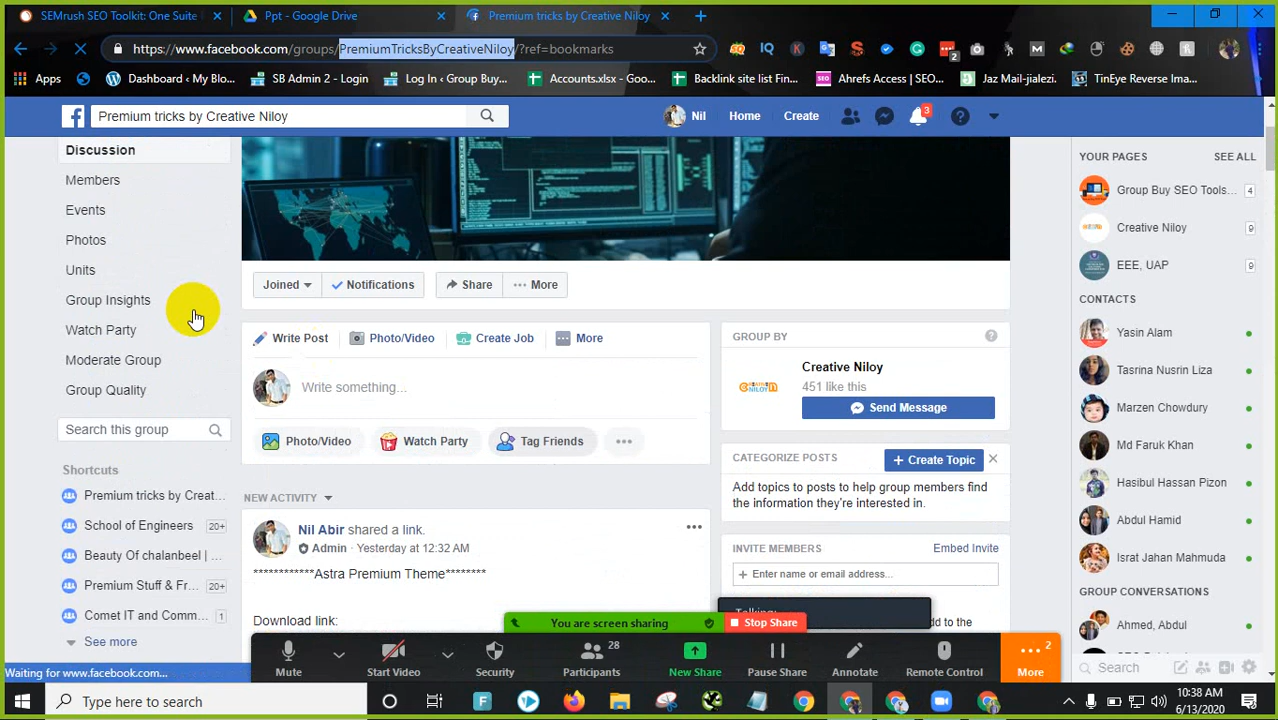 SEMrush SEO Toolkit: One Suite
Ppt - Google Drive
Premium tricks by Creative Niloy
https://www.facebook.com/groups/PremiumTricksByCreativeNiloy/?ref=bookmarks
Apps
Dashboard ‹ My Blo...
SB Admin 2 - Login
Log In ‹ Group Buy...
Accounts.xlsx - Goo...
Backlink site list Fin...
Ahrefs Access | SEO...
Jaz Mail-jialezi.
TinEye Reverse Ima...
Premium tricks by Creative Niloy
Nil
Home
Create
3
Discussion
Members
Events
Photos
Units
Group Insights
Watch Party
Moderate Group
Group Quality
Search this group
Shortcuts
Premium tricks by Creat...
School of Engineers 20+
Beauty Of chalanbeel | ...
Premium Stuff & Fr... 20+
Comet IT and Comm... 1
See more
Joined
Notifications
Share
More
Write Post
Photo/Video
Create Job
More
Write something...
Photo/Video
Watch Party
Tag Friends
NEW ACTIVITY
Nil Abir shared a link.
Admin · Yesterday at 12:32 AM
************Astra Premium Theme********
Download link:
GROUP BY
Creative Niloy
451 like this
Send Message
CATEGORIZE POSTS
+ Create Topic
Add topics to posts to help group members find
the information they're interested in.
INVITE MEMBERS
Embed Invite
+ Enter name or email address...
Talking:
add to the
YOUR PAGES
SEE ALL
Group Buy SEO Tools... 4
Creative Niloy 9
EEE, UAP 9
CONTACTS
Yasin Alam
Tasrina Nusrin Liza
Marzen Chowdury
Md Faruk Khan
Hasibul Hassan Pizon
Abdul Hamid
Israt Jahan Mahmuda
GROUP CONVERSATIONS
Ahmed, Abdul
Search
You are screen sharing
Stop Share
Mute
Start Video
Security
28
Participants
New Share
Pause Share
Annotate
Remote Control
2
More
Waiting for www.facebook.com...
Type here to search
10:38 AM
6/13/2020